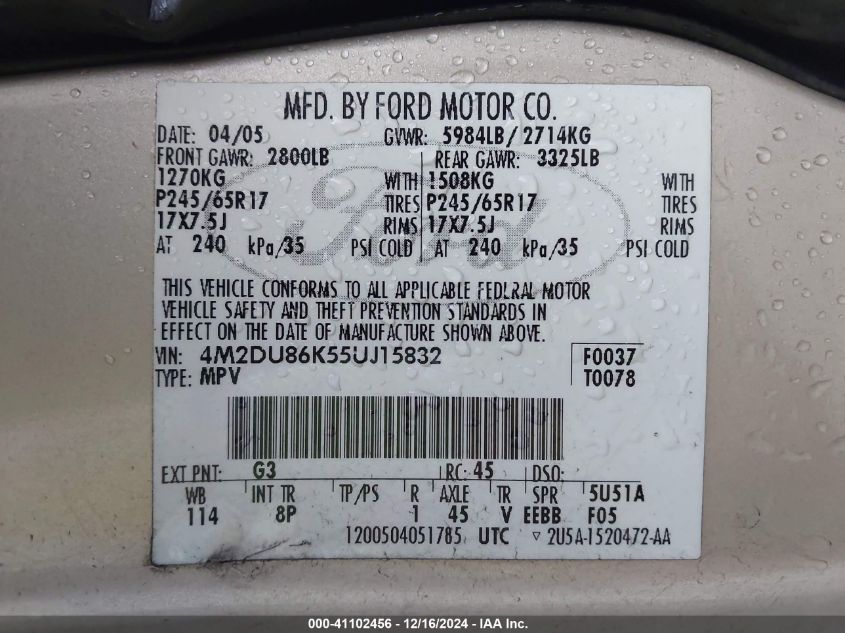 MFD. BY FORD MOTOR CO.
DATE: 04/05 GVWR: 5984LB/2714KG
FRONT GAWR: 2800LB REAR GAWR: 3325LB
1270KG WITH 1508KG WITH
P245/65R17 TIRES P245/65R17 TIRES
17X7.5J RIMS 17X7.5J RIMS
AT 240 kPa/35 PSI COLD AT 240 kPa/35 PSI COLD
Ford
THIS VEHICLE CONFORMS TO ALL APPLICABLE FEDERAL MOTOR
VEHICLE SAFETY AND THEFT PREVENTION STANDARDS IN
EFFECT ON THE DATE OF MANUFACTURE SHOWN ABOVE.
VIN: 4M2DU86K55UJ15832 F0037
TYPE: MPV T0078
EXT PNT: G3 RC: 45 DSO:
WB INT TR TP/PS R AXLE TR SPR 5U51A
114 8P 1 45 V EEBB F05
1200504051785 UTC ▽ 2U5A-1520472-AA
000-41102456 - 12/16/2024 - IAA Inc.